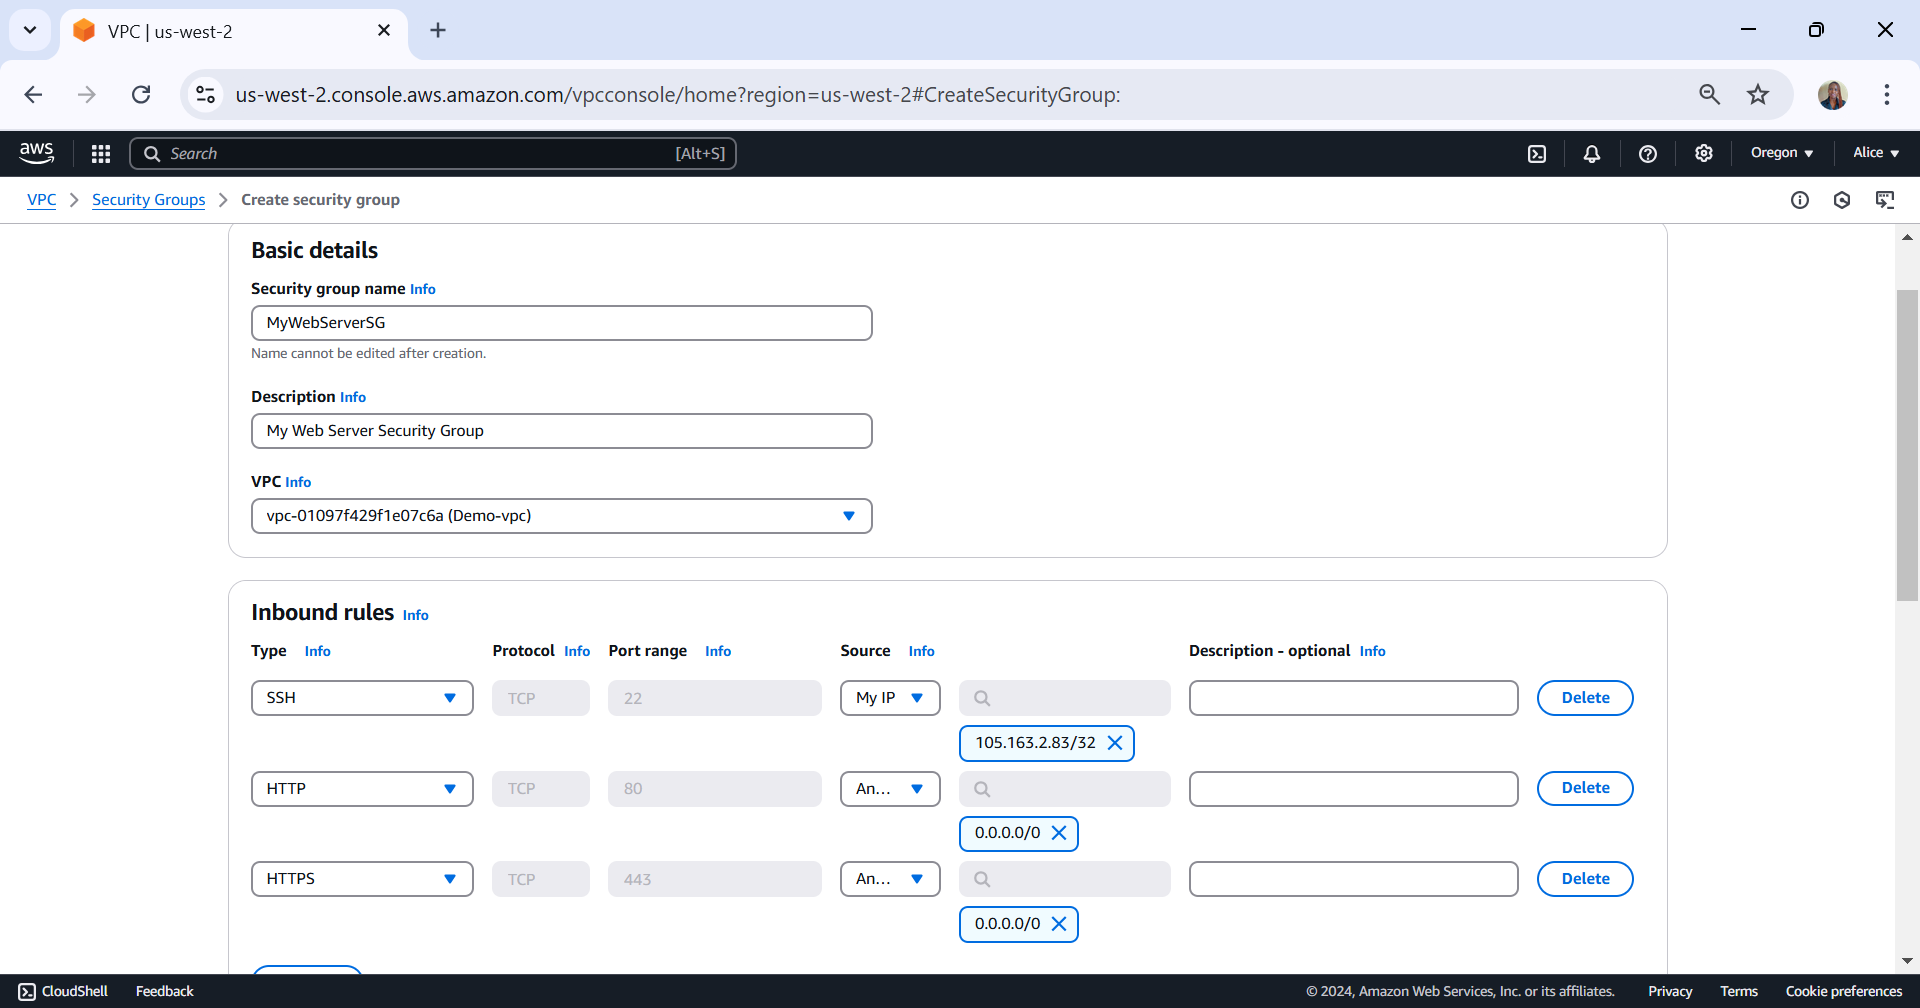 VPC | us-west-2
us-west-2.console.aws.amazon.com/vpcconsole/home?region=us-west-2#CreateSecurityGroup:
aws
Search [Alt+S]
Oregon
Alice
VPC
Security Groups
Create security group
Basic details
Security group name Info
MyWebServerSG
Name cannot be edited after creation.
Description Info
My Web Server Security Group
VPC Info
vpc-01097f429f1e07c6a (Demo-vpc)
Inbound rules Info
Type Info Protocol Info Port range Info Source Info Description - optional Info
SSH TCP 22 My IP Delete
105.163.2.83/32
HTTP TCP 80 An... Delete
0.0.0.0/0
HTTPS TCP 443 An... Delete
0.0.0.0/0
CloudShell Feedback © 2024, Amazon Web Services, Inc. or its affiliates. Privacy Terms Cookie preferences